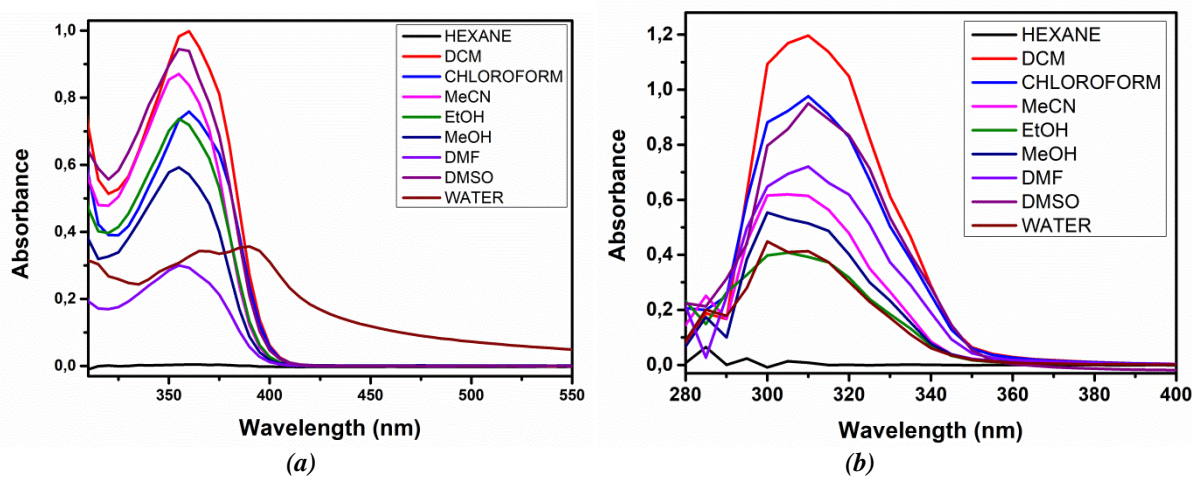 1,0
0,8
0,6
0,4
0,2
0,0
Absorbance
HEXANE
DCM
CHLOROFORM
MeCN
EtOH
MeOH
DMF
DMSO
WATER
350 400 450 500 550
Wavelength (nm)
(a)
(b)
1,2
1,0
0,8
0,6
0,4
0,2
0,0
Absorbance
HEXANE
DCM
CHLOROFORM
MeCN
EtOH
MeOH
DMF
DMSO
WATER
280 300 320 340 360 380 400
Wavelength (nm)
(b)